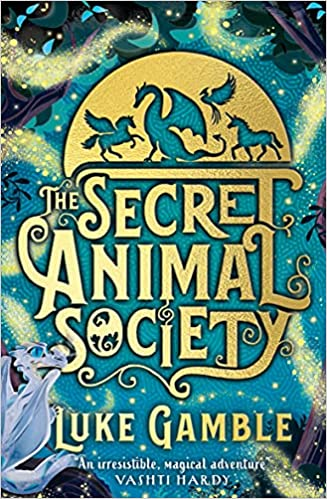 THE SECRET
ANIMAL
SOCIETY
LUKE GAMBLE
An irresistible, magical adventure
VASHTI HARDY